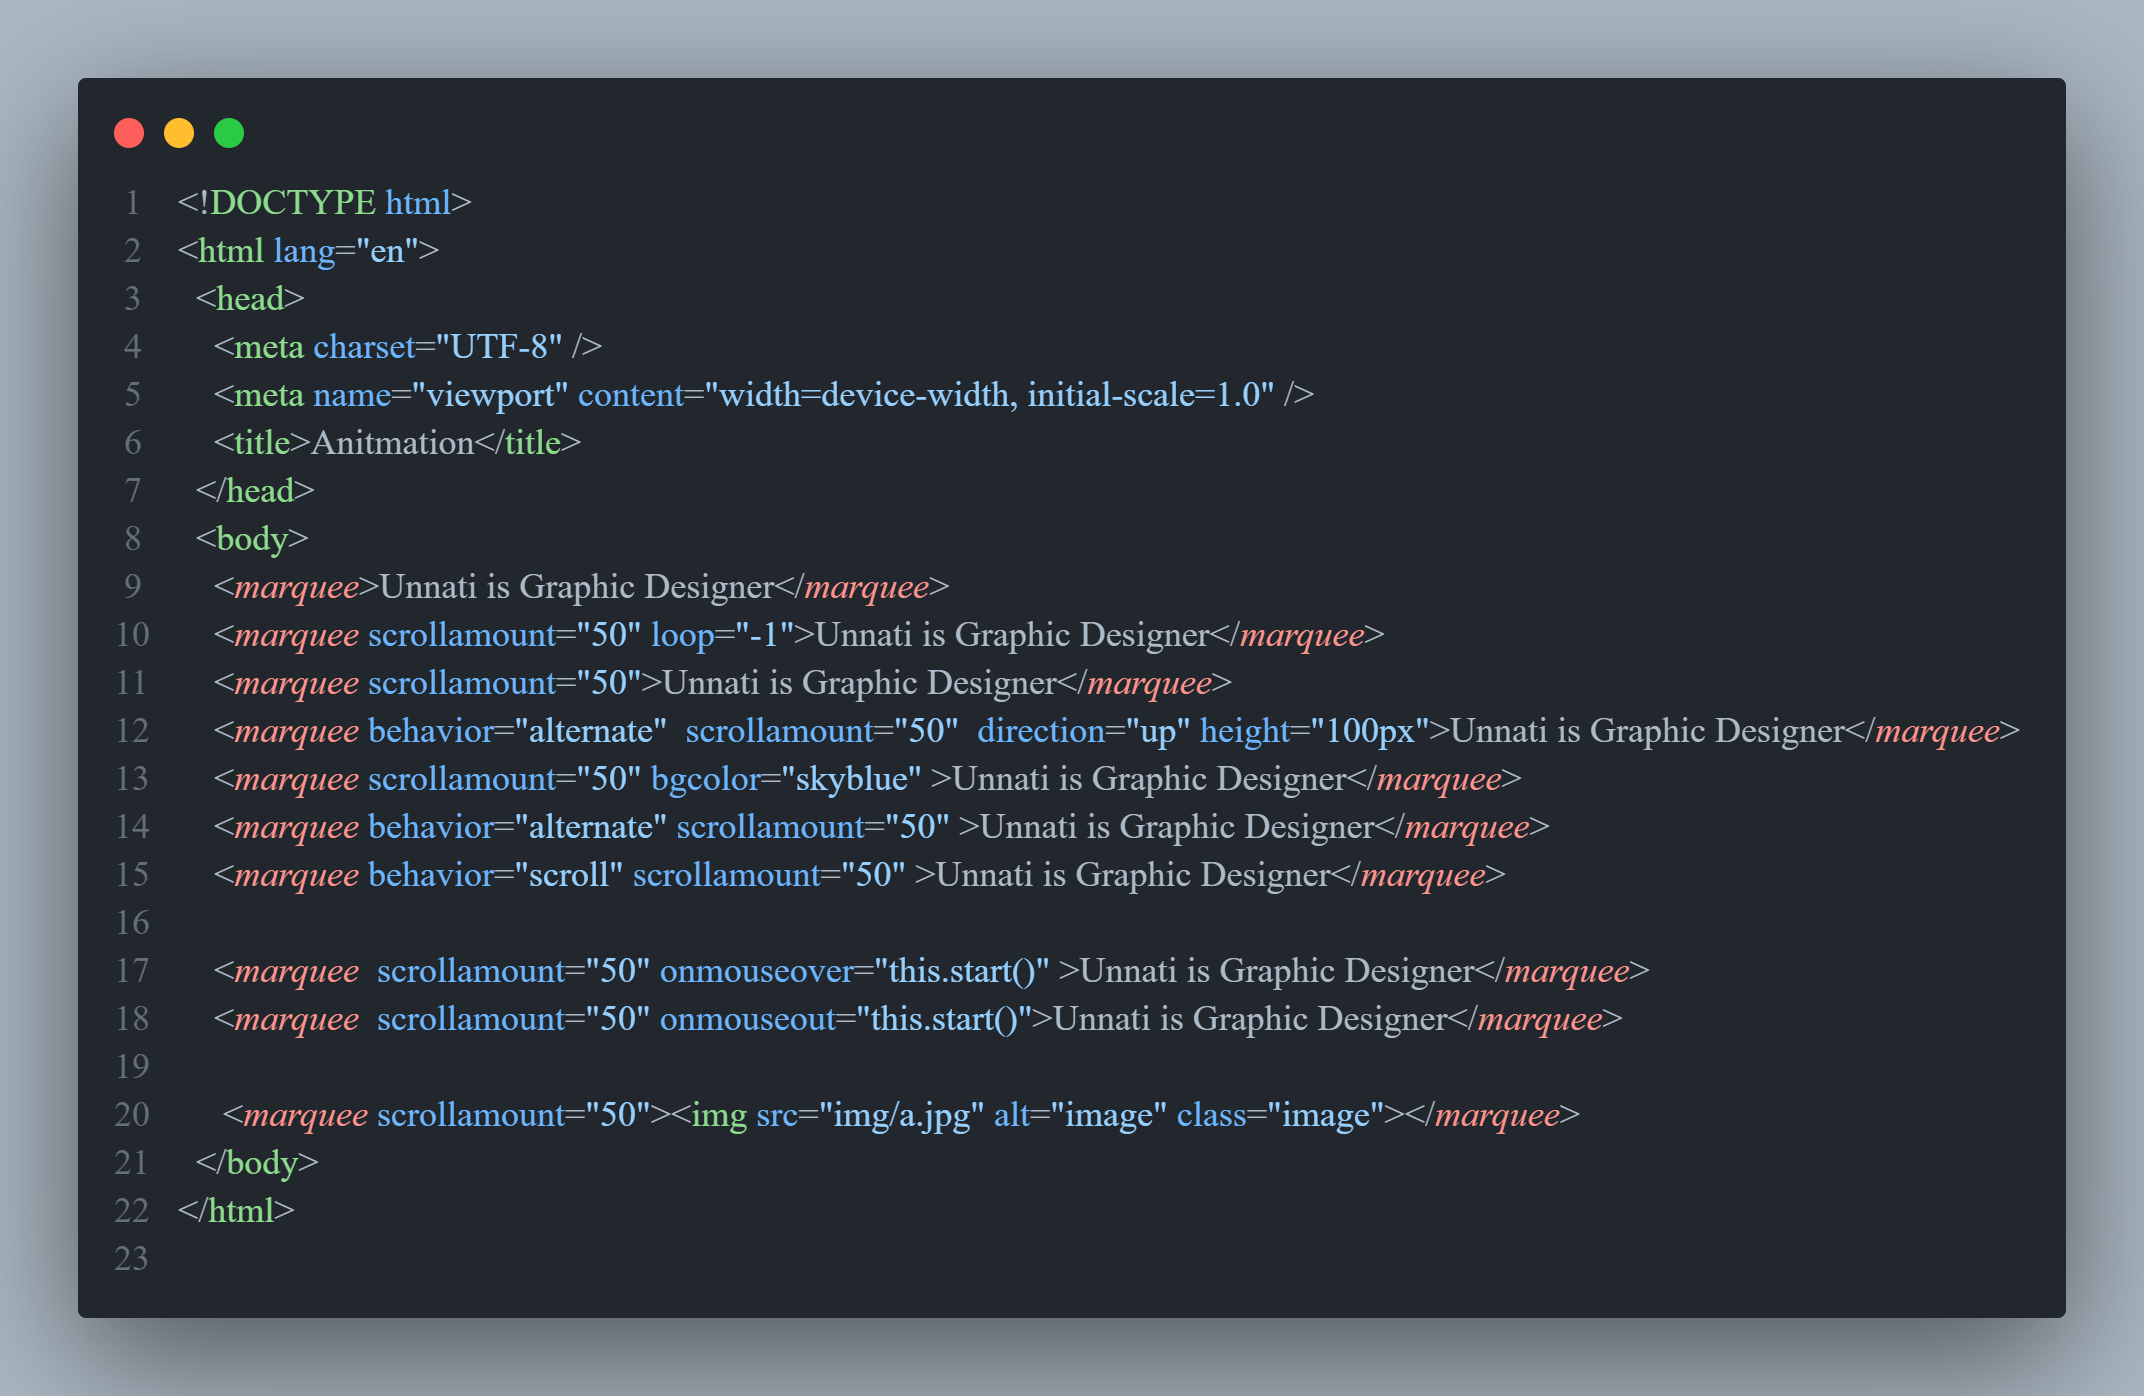 1 <!DOCTYPE html>
2 <html lang="en">
3   <head>
4     <meta charset="UTF-8" />
5     <meta name="viewport" content="width=device-width, initial-scale=1.0" />
6     <title>Anitmation</title>
7   </head>
8   <body>
9     <marquee>Unnati is Graphic Designer</marquee>
10     <marquee scrollamount="50" loop="-1">Unnati is Graphic Designer</marquee>
11     <marquee scrollamount="50">Unnati is Graphic Designer</marquee>
12     <marquee behavior="alternate"  scrollamount="50"  direction="up" height="100px">Unnati is Graphic Designer</marquee>
13     <marquee scrollamount="50" bgcolor="skyblue" >Unnati is Graphic Designer</marquee>
14     <marquee behavior="alternate" scrollamount="50" >Unnati is Graphic Designer</marquee>
15     <marquee behavior="scroll" scrollamount="50" >Unnati is Graphic Designer</marquee>
16
17     <marquee  scrollamount="50" onmouseover="this.start()" >Unnati is Graphic Designer</marquee>
18     <marquee  scrollamount="50" onmouseout="this.start()">Unnati is Graphic Designer</marquee>
19
20      <marquee scrollamount="50"><img src="img/a.jpg" alt="image" class="image"></marquee>
21   </body>
22 </html>
23